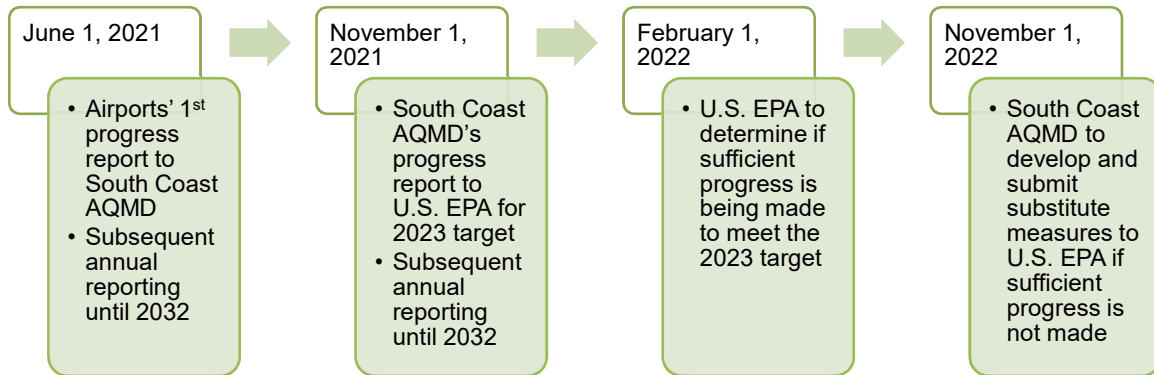 June 1, 2021
• Airports’ 1st
progress
report to
South Coast
AQMD
• Subsequent
annual
reporting
until 2032
November 1,
2021
• South Coast
AQMD’s
progress
report to
U.S. EPA for
2023 target
• Subsequent
annual
reporting
until 2032
February 1,
2022
• U.S. EPA to
determine if
sufficient
progress is
being made
to meet the
2023 target
November 1,
2022
• South Coast
AQMD to
develop and
submit
substitute
measures to
U.S. EPA if
sufficient
progress is
not made